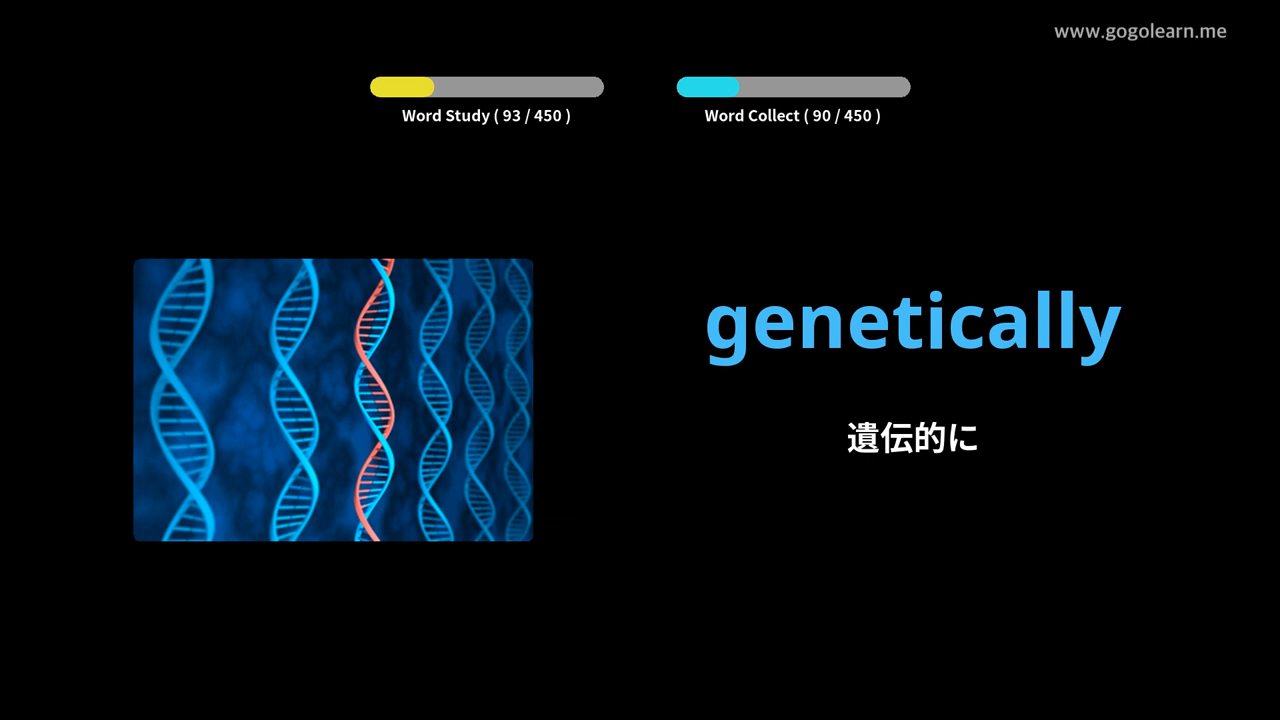 www.gogolearn.me
Word Study ( 93 / 450 )
Word Collect ( 90 / 450 )
genetically
遺伝的に